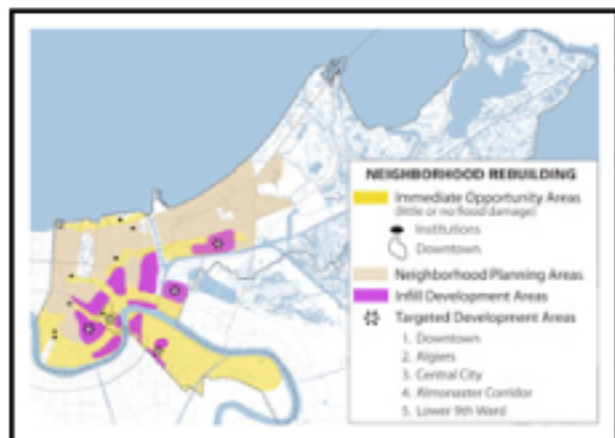 NEIGHBORHOOD REBUILDING
Immediate Opportunity Areas
(little or no flood damage)
Institutions
Downtown
Neighborhood Planning Areas
Infill Development Areas
Targeted Development Areas
1. Downtown
2. Algiers
3. Central City
4. Almonaster Corridor
5. Lower 9th Ward